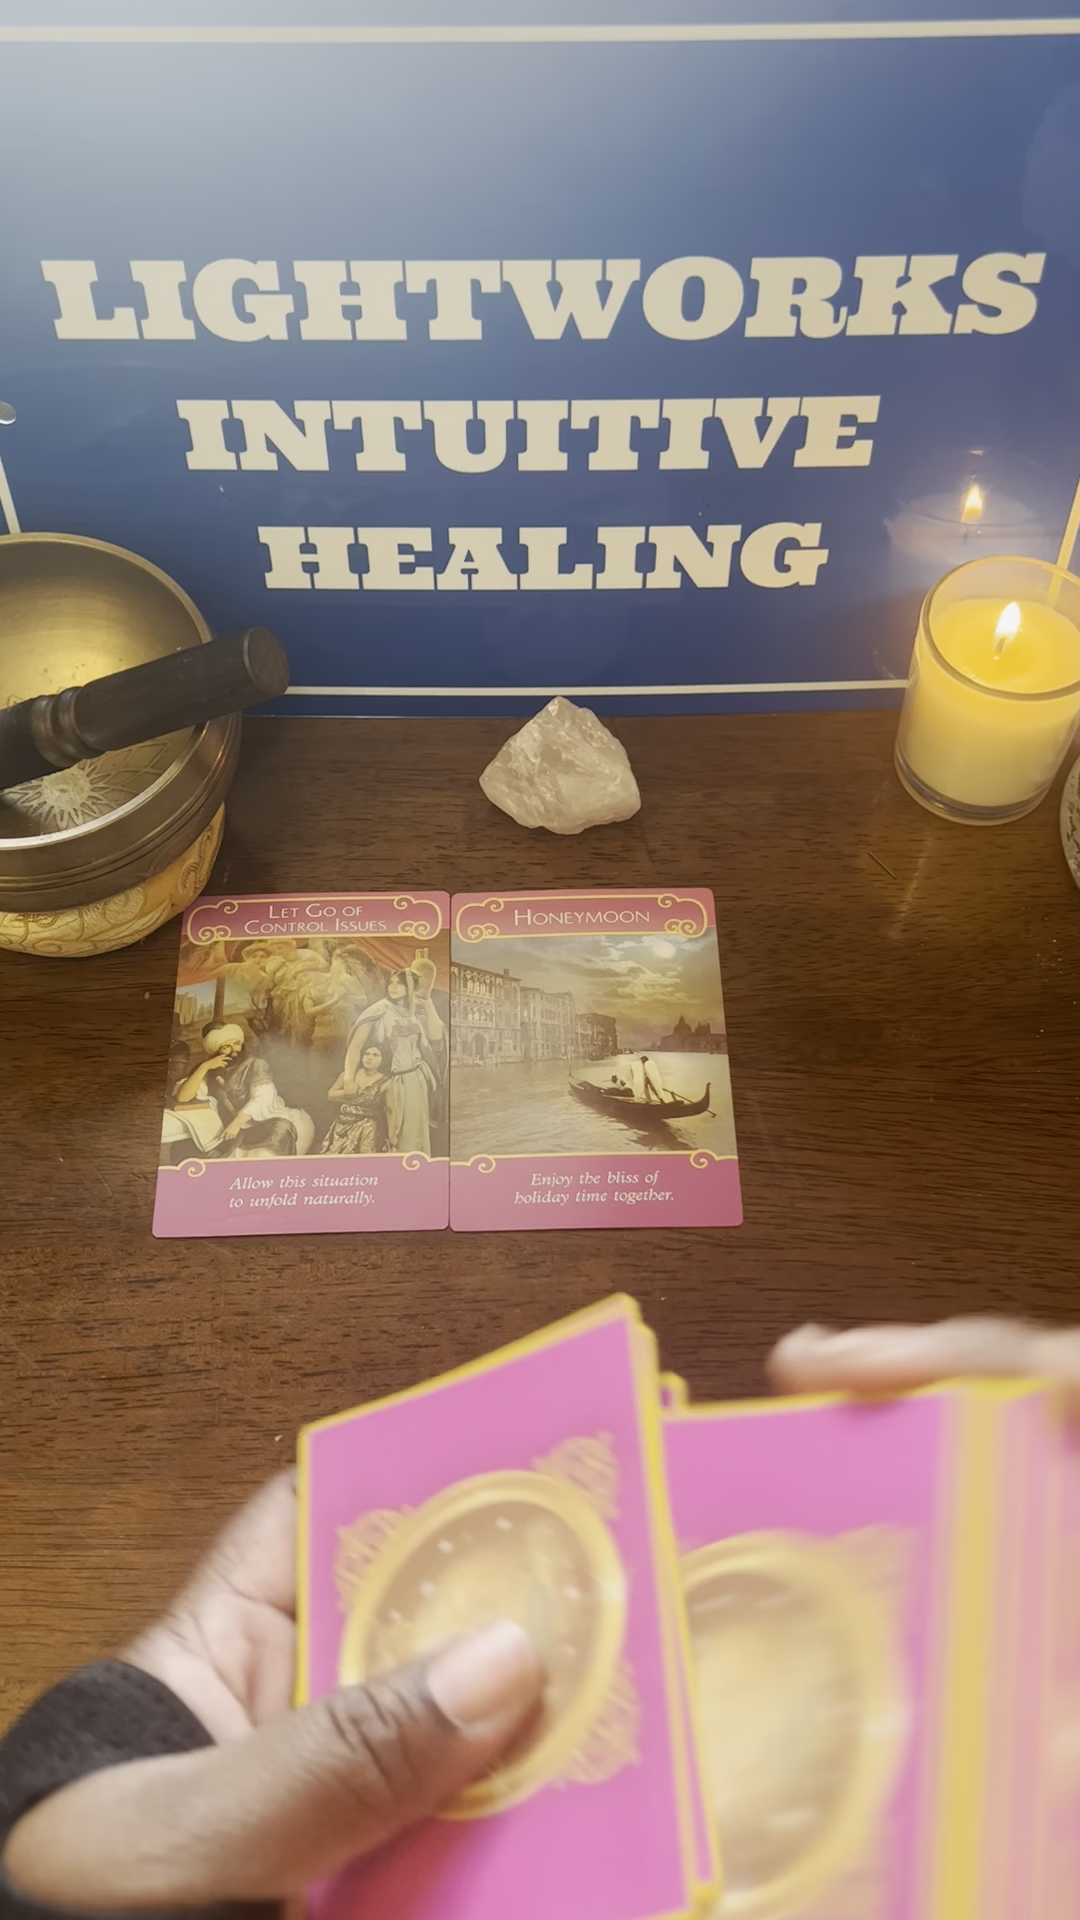 LIGHTWORKS
INTUITIVE
HEALING
LET GO OF
CONTROL ISSUES
HONEYMOON
Allow this situation
to unfold naturally.
Enjoy the bliss of
holiday time together.